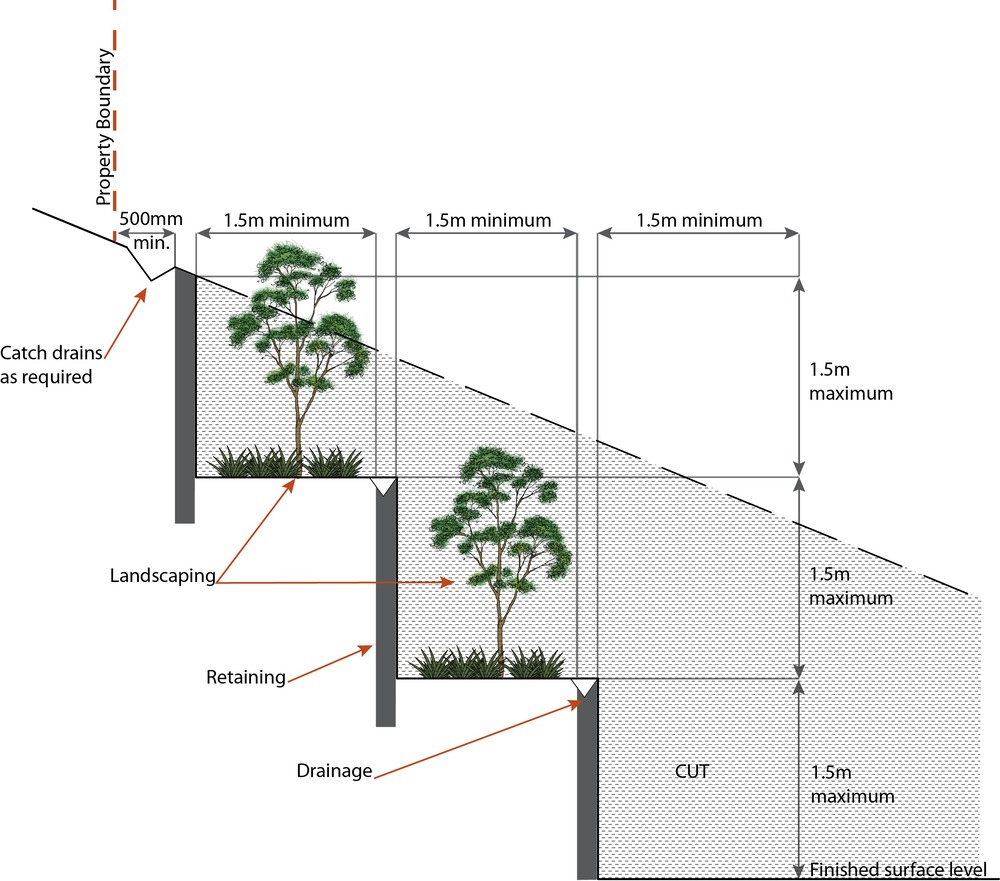 Property Boundary
500mm
min.
1.5m minimum
1.5m minimum
1.5m minimum
Catch drains
as required
1.5m
maximum
Landscaping
1.5m
maximum
Retaining
Drainage
CUT
1.5m
maximum
Finished surface level